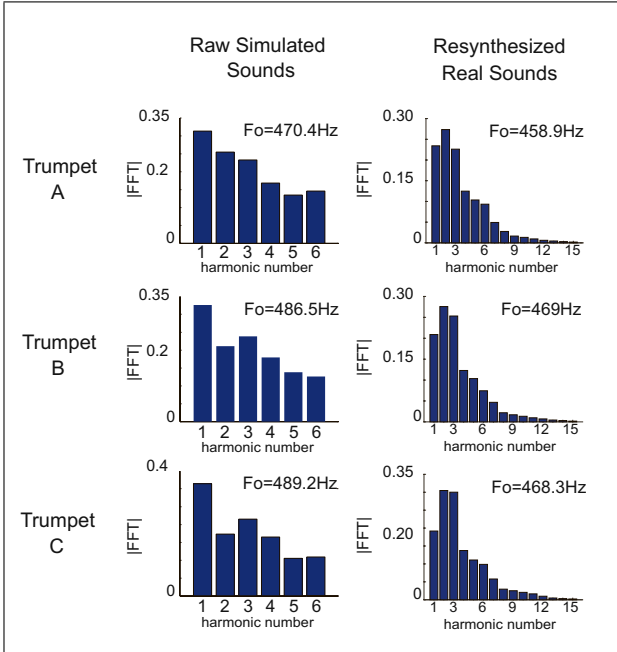 Raw Simulated
Sounds
Resynthesized
Real Sounds
Trumpet
A
|FFT|
0.35
0.2
0
Fo=470.4Hz
1 2 3 4 5 6
harmonic number
|FFT|
0.30
0.15
0
Fo=458.9Hz
1 3 6 9 12 15
harmonic number
Trumpet
B
|FFT|
0.35
0.2
0
Fo=486.5Hz
1 2 3 4 5 6
harmonic number
|FFT|
0.30
0.15
0
Fo=469Hz
1 3 6 9 12 15
harmonic number
Trumpet
C
|FFT|
0.4
0
Fo=489.2Hz
1 2 3 4 5 6
harmonic number
|FFT|
0.35
0.20
0
Fo=468.3Hz
1 3 6 9 12 15
harmonic number